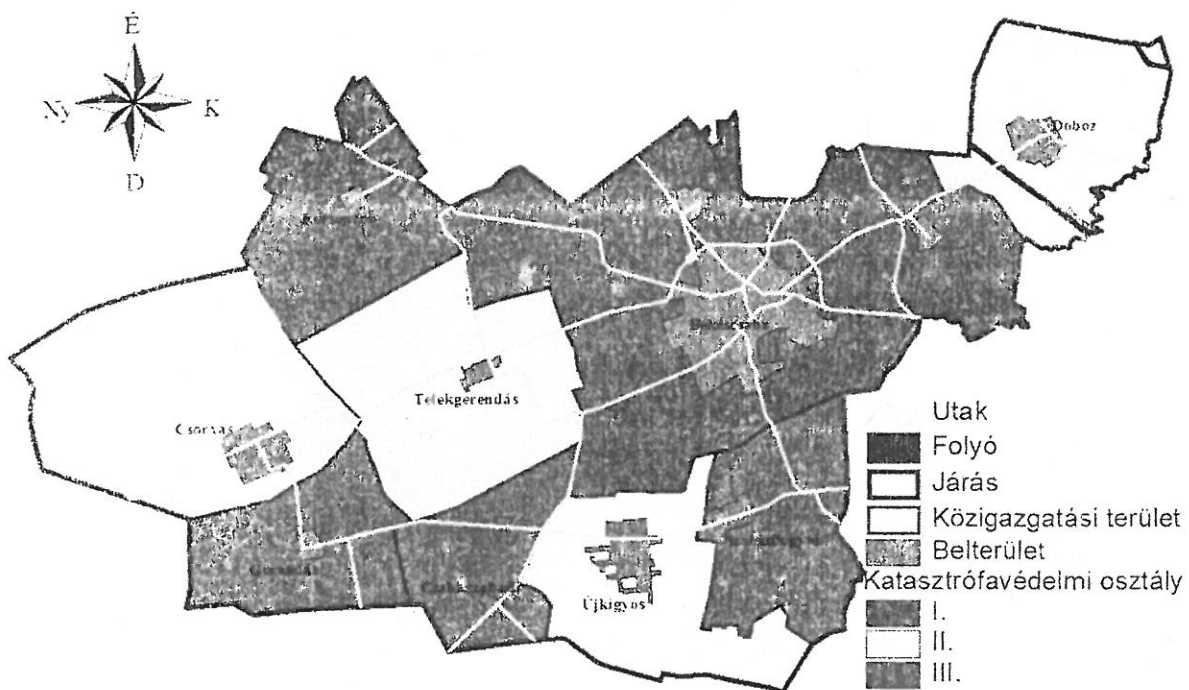 É
Ny
K
D
Doboz
Telekgerendás
Csorvás
Újkígyós
Utak
Folyó
Járás
Közigazgatási terület
Belterület
Katasztrófavédelmi osztály
I.
II.
III.